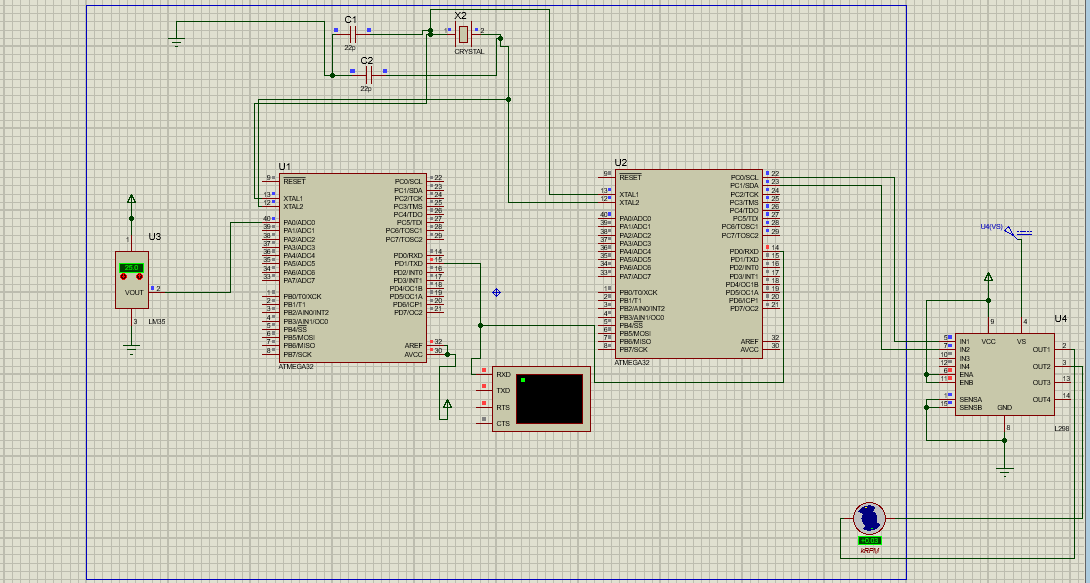 C1
22p
C2
22p
X2
1
2
CRYSTAL
U1
9
RESET
13
XTAL1
12
XTAL2
40
PA0/ADC0
39
PA1/ADC1
38
PA2/ADC2
37
PA3/ADC3
36
PA4/ADC4
35
PA5/ADC5
34
PA6/ADC6
33
PA7/ADC7
1
PB0/T0/XCK
2
PB1/T1
3
PB2/AIN0/INT2
4
PB3/AIN1/OC0
5
PB4/SS
6
PB5/MOSI
7
PB6/MISO
8
PB7/SCK
PC0/SCL
22
PC1/SDA
23
PC2/TCK
24
PC3/TMS
25
PC4/TDO
26
PC5/TDI
27
PC6/TOSC1
28
PC7/TOSC2
29
PD0/RXD
14
PD1/TXD
15
PD2/INT0
16
PD3/INT1
17
PD4/OC1B
18
PD5/OC1A
19
PD6/ICP1
20
PD7/OC2
21
AREF
32
AVCC
30
ATMEGA32
U2
9
RESET
13
XTAL1
12
XTAL2
40
PA0/ADC0
39
PA1/ADC1
38
PA2/ADC2
37
PA3/ADC3
36
PA4/ADC4
35
PA5/ADC5
34
PA6/ADC6
33
PA7/ADC7
1
PB0/T0/XCK
2
PB1/T1
3
PB2/AIN0/INT2
4
PB3/AIN1/OC0
5
PB4/SS
6
PB5/MOSI
7
PB6/MISO
8
PB7/SCK
PC0/SCL
22
PC1/SDA
23
PC2/TCK
24
PC3/TMS
25
PC4/TDO
26
PC5/TDI
27
PC6/TOSC1
28
PC7/TOSC2
29
PD0/RXD
14
PD1/TXD
15
PD2/INT0
16
PD3/INT1
17
PD4/OC1B
18
PD5/OC1A
19
PD6/ICP1
20
PD7/OC2
21
AREF
32
AVCC
30
ATMEGA32
U3
1
25.0
VOUT
2
3
LM35
RXD
TXD
RTS
CTS
U4(VS)
U4
9
4
VCC
VS
5
IN1
7
IN2
10
IN3
12
IN4
6
ENA
11
ENB
1
SENSA
15
SENSB
GND
8
OUT1
2
OUT2
3
OUT3
13
OUT4
14
L298
kRPM